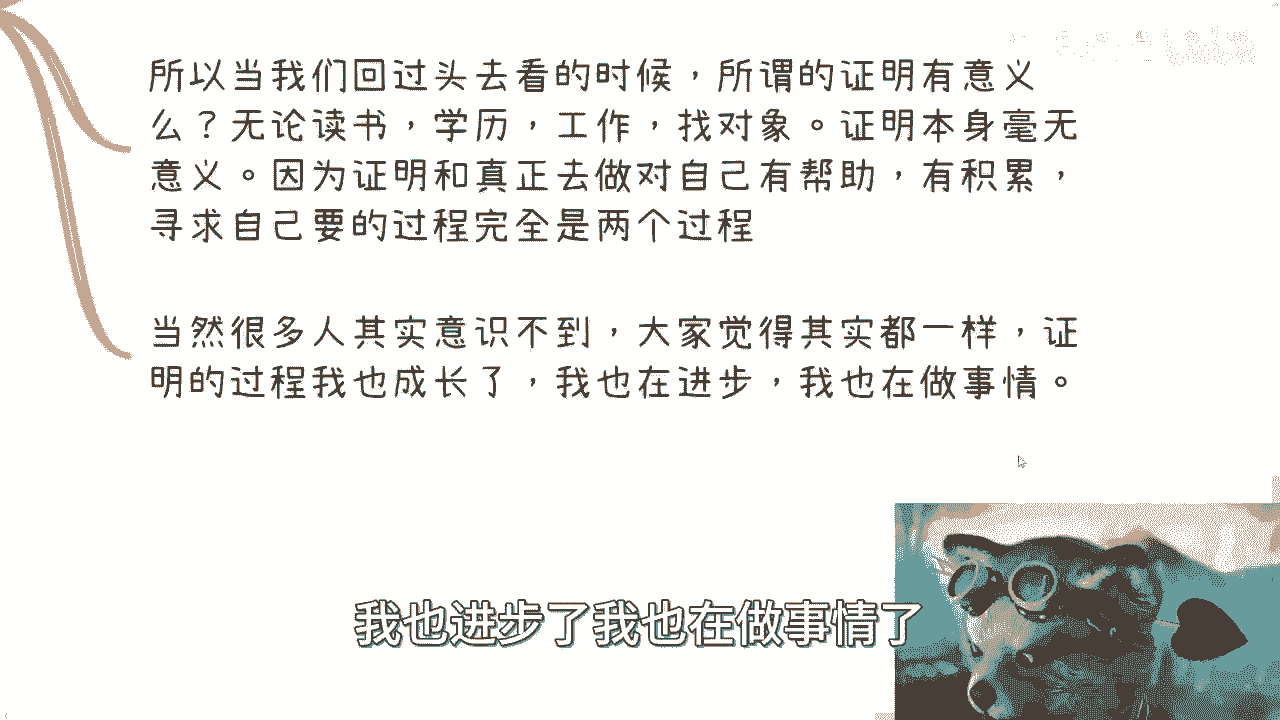 所以当我们回过头去看的时候，所谓的证明有意义
么？无论读书，学历，工作，找对象。证明本身毫无
意义。因为证明和真正去做对自己有帮助，有积累，
寻求自己要的过程完全是两个过程
当然很多人其实意识不到，大家觉得其实都一样，证
明的过程我也成长了，我也在进步，我也在做事情。
我也进步了我也在做事情了